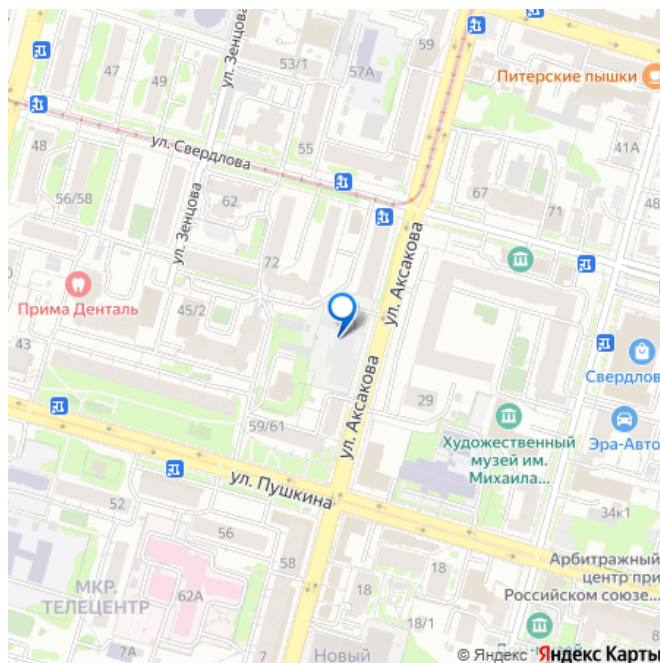 59
ул. Зенцова
53/1
57А
Питерские пышки
47
49
48
ул. Свердлова
55
41А
56/58
62
67
71
ул. Зенцова
72
ул. Аксакова
Прима Денталь
45/2
43
Свердлов
ул. Аксакова
29
59/61
Художественный
музей им.
Михаила...
Эра-Авто
ул. Пушкина
52
34к1
56
58
Арбитражный
центр при
Российском союзе...
МКР.
ТЕЛЕЦЕНТР
62А
18
18
18/1
7А
7
Новый
8
© Яндекс Яндекс Карты